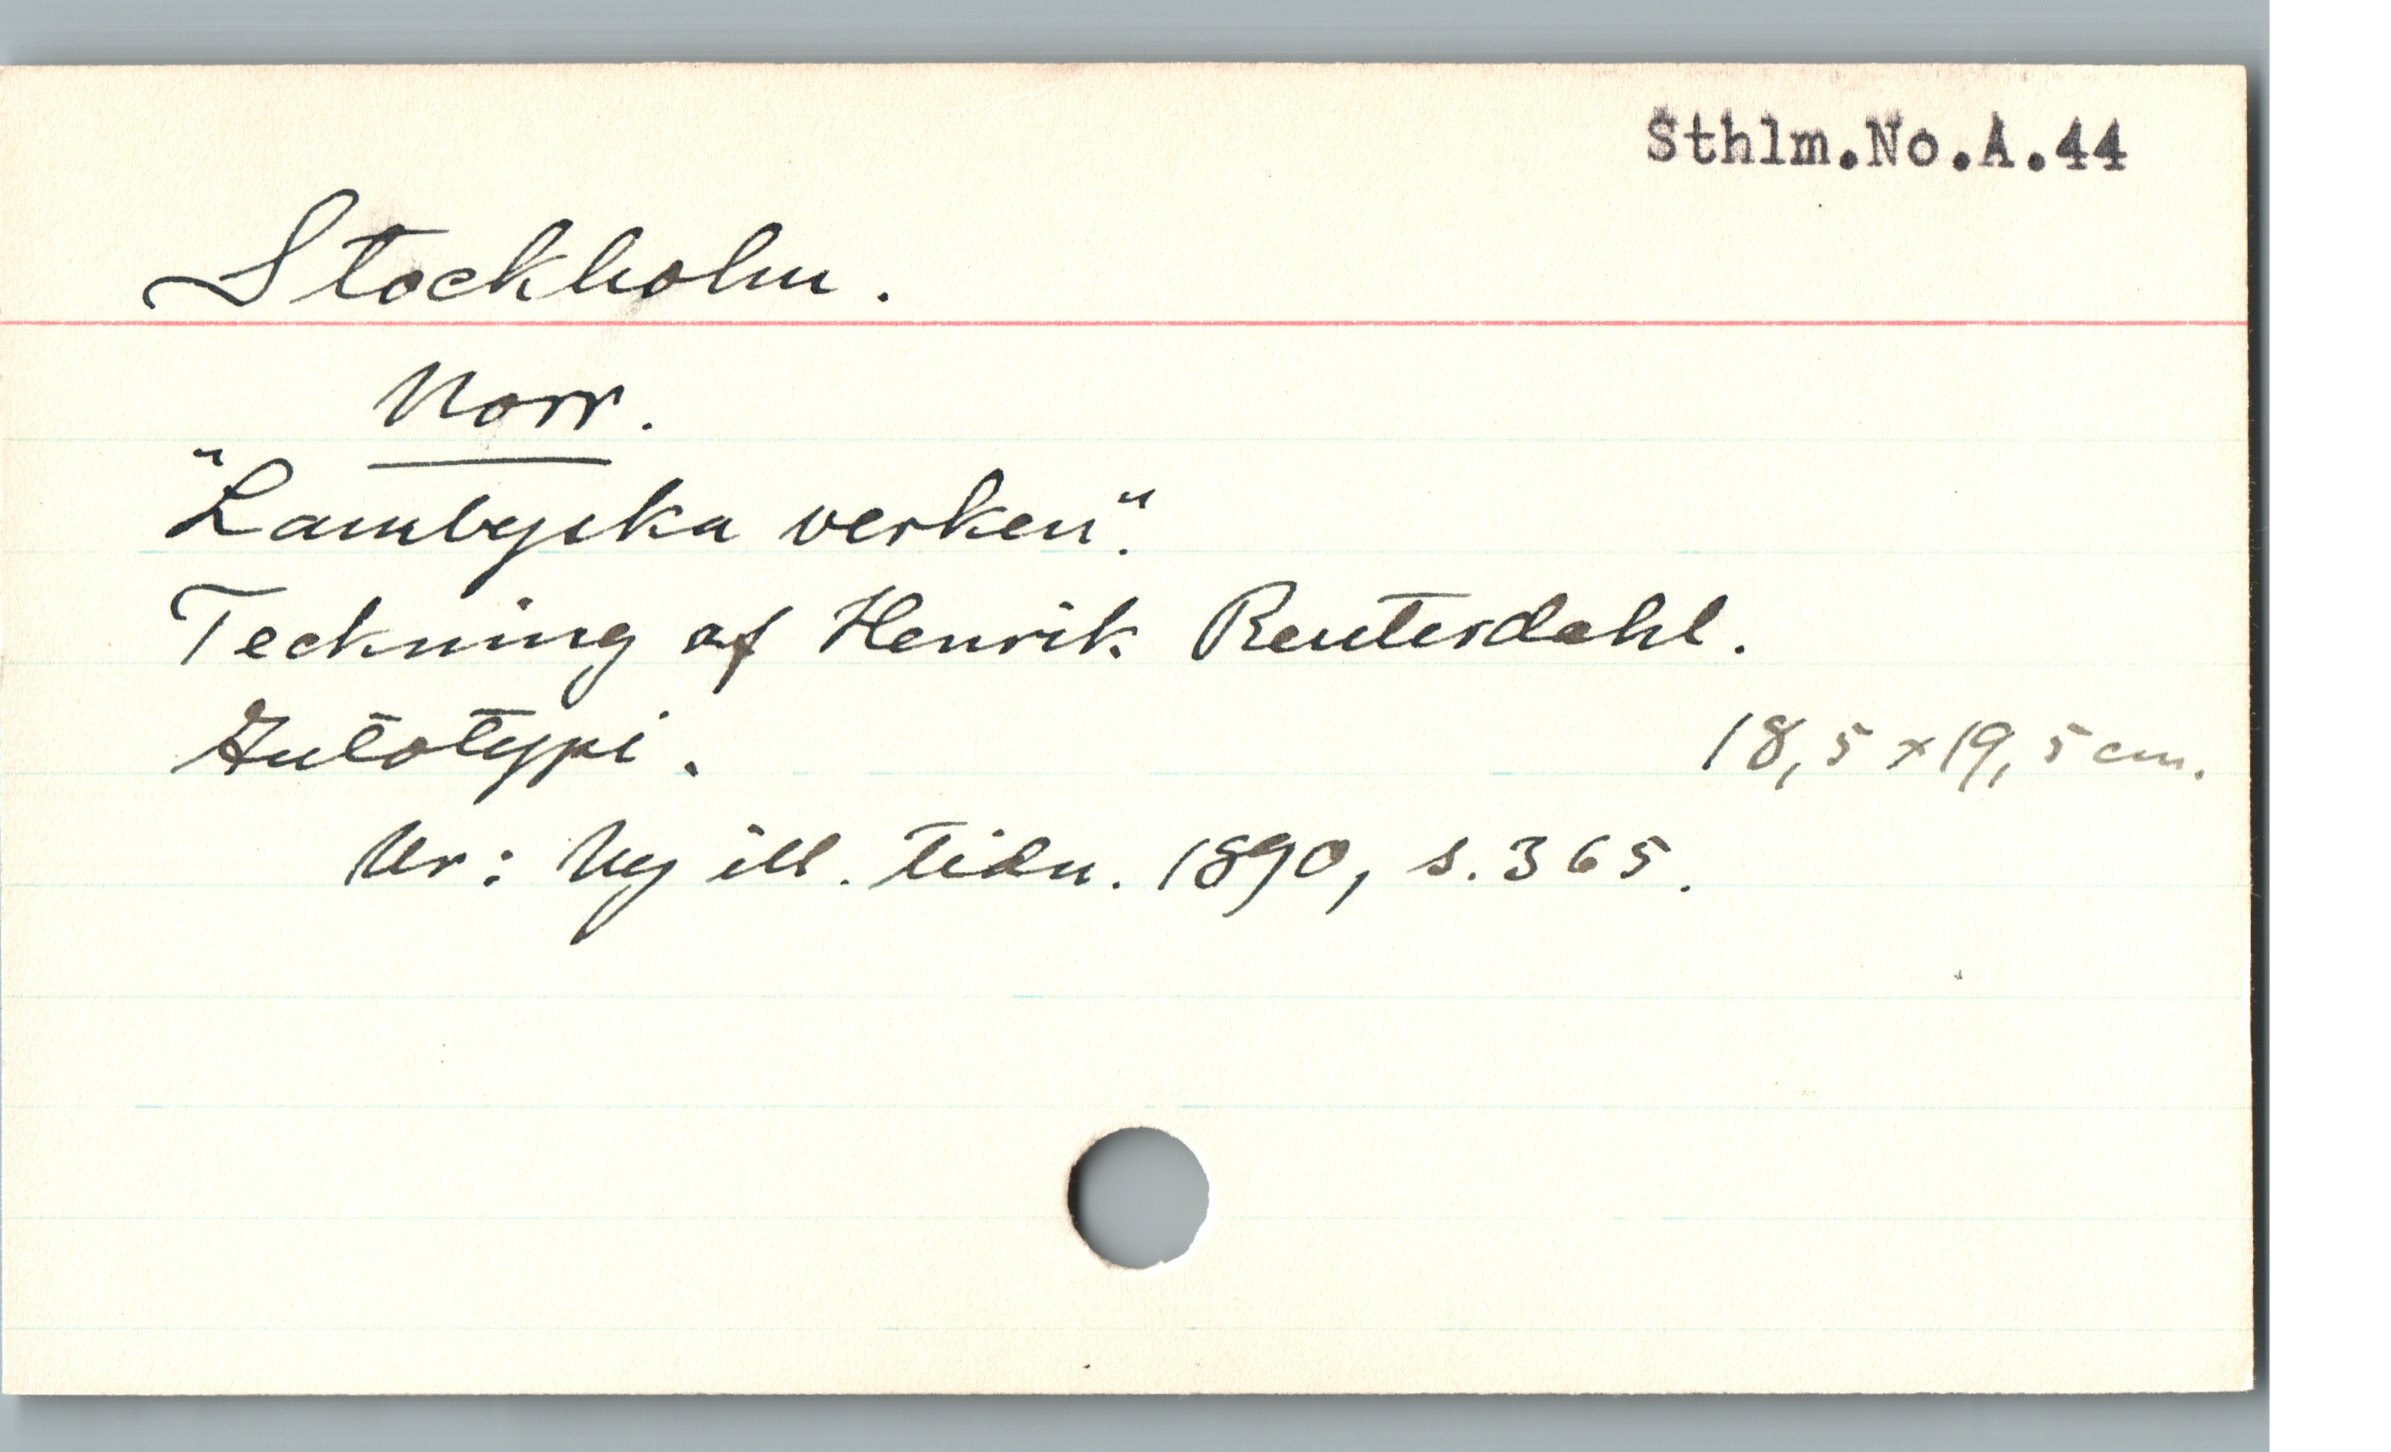 Sthlm.No.A.44
Stockholm.
Norr.
"Lambyska verken".
Teckning af Henrik Reuterdahl.
Autotypi. 18,5 x 19,5 cm.
Ur: Ny ill. tidn. 1890, s. 365.